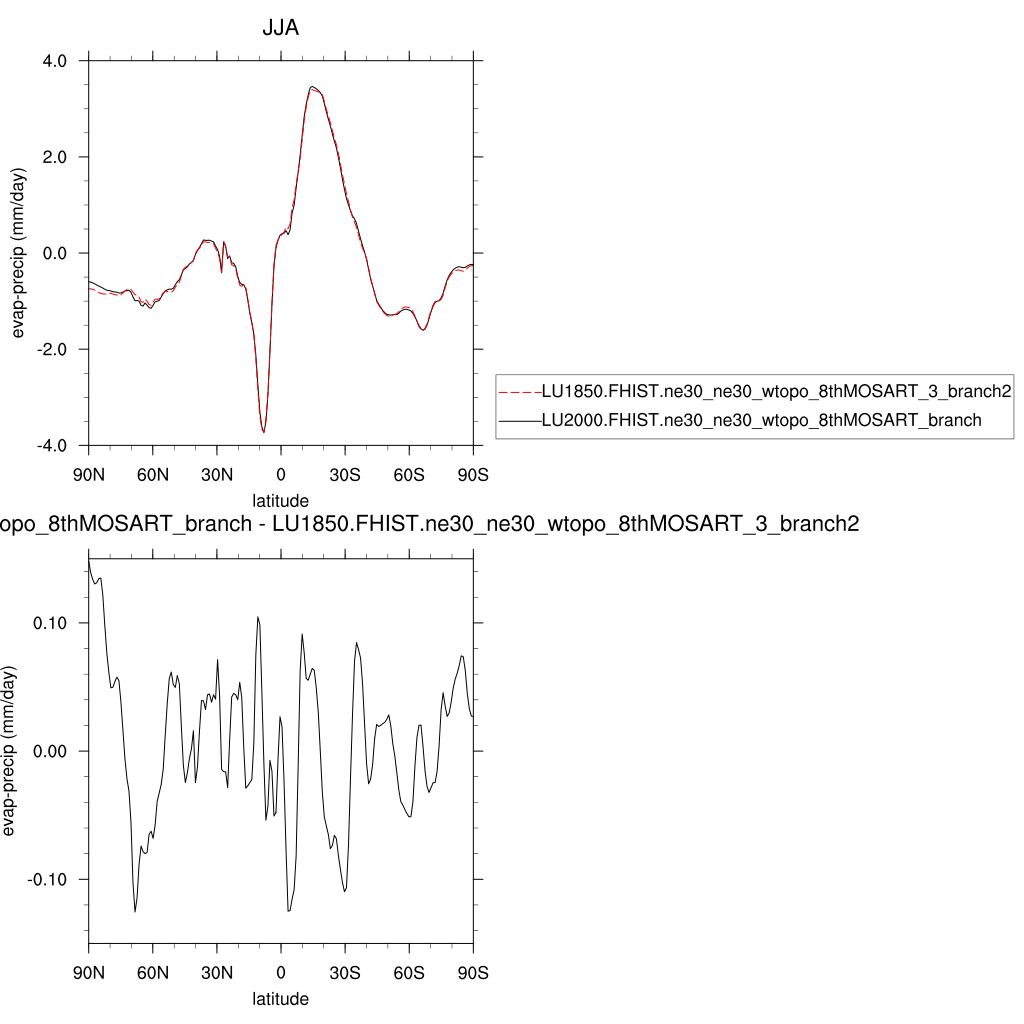 JJA
4.0
2.0
0.0
-2.0
-4.0
evap-precip (mm/day)
90N 60N 30N 0 30S 60S 90S
latitude
LU1850.FHIST.ne30_ne30_wtopo_8thMOSART_3_branch2
LU2000.FHIST.ne30_ne30_wtopo_8thMOSART_branch
opo_8thMOSART_branch - LU1850.FHIST.ne30_ne30_wtopo_8thMOSART_3_branch2
0.10
0.00
-0.10
evap-precip (mm/day)
90N 60N 30N 0 30S 60S 90S
latitude